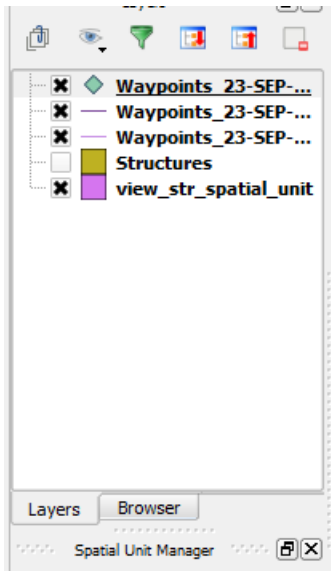 Waypoints_23-SEP-...
Waypoints_23-SEP-...
Waypoints_23-SEP-...
Structures
view_str_spatial_unit
Layers Browser
Spatial Unit Manager